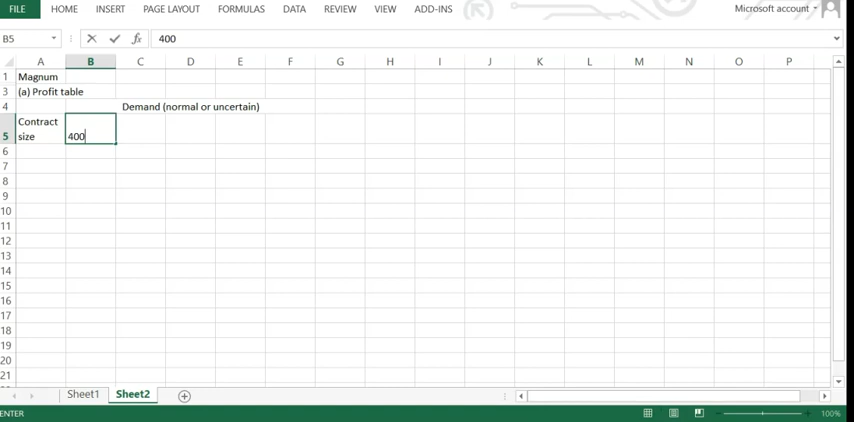 FILE HOME INSERT PAGE LAYOUT FORMULAS DATA REVIEW VIEW ADD-INS Microsoft account
B5 fx 400
A B C D E F G H I J K L M N O P
1 Magnum
3 (a) Profit table
4 Demand (normal or uncertain)
Contract
5 size 400
6
7
8
9
10
11
12
13
14
15
16
17
18
19
20
21
Sheet1 Sheet2
ENTER 100%